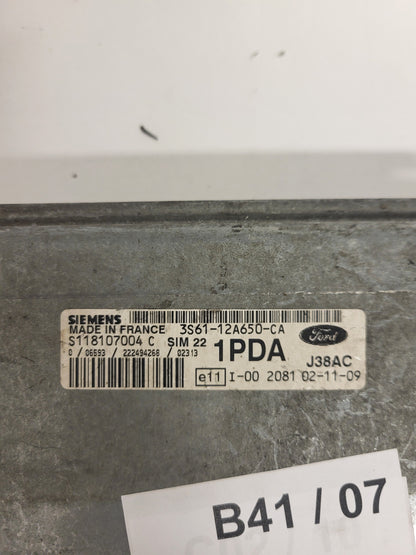 SIEMENS
MADE IN FRANCE 3S61-12A650-CA
S118107004 C SIM 22 1PDA Ford
0 / 06593 / 222494268 / 02313 J38AC
e11 I-00 2081 02-11-09
B41 / 07